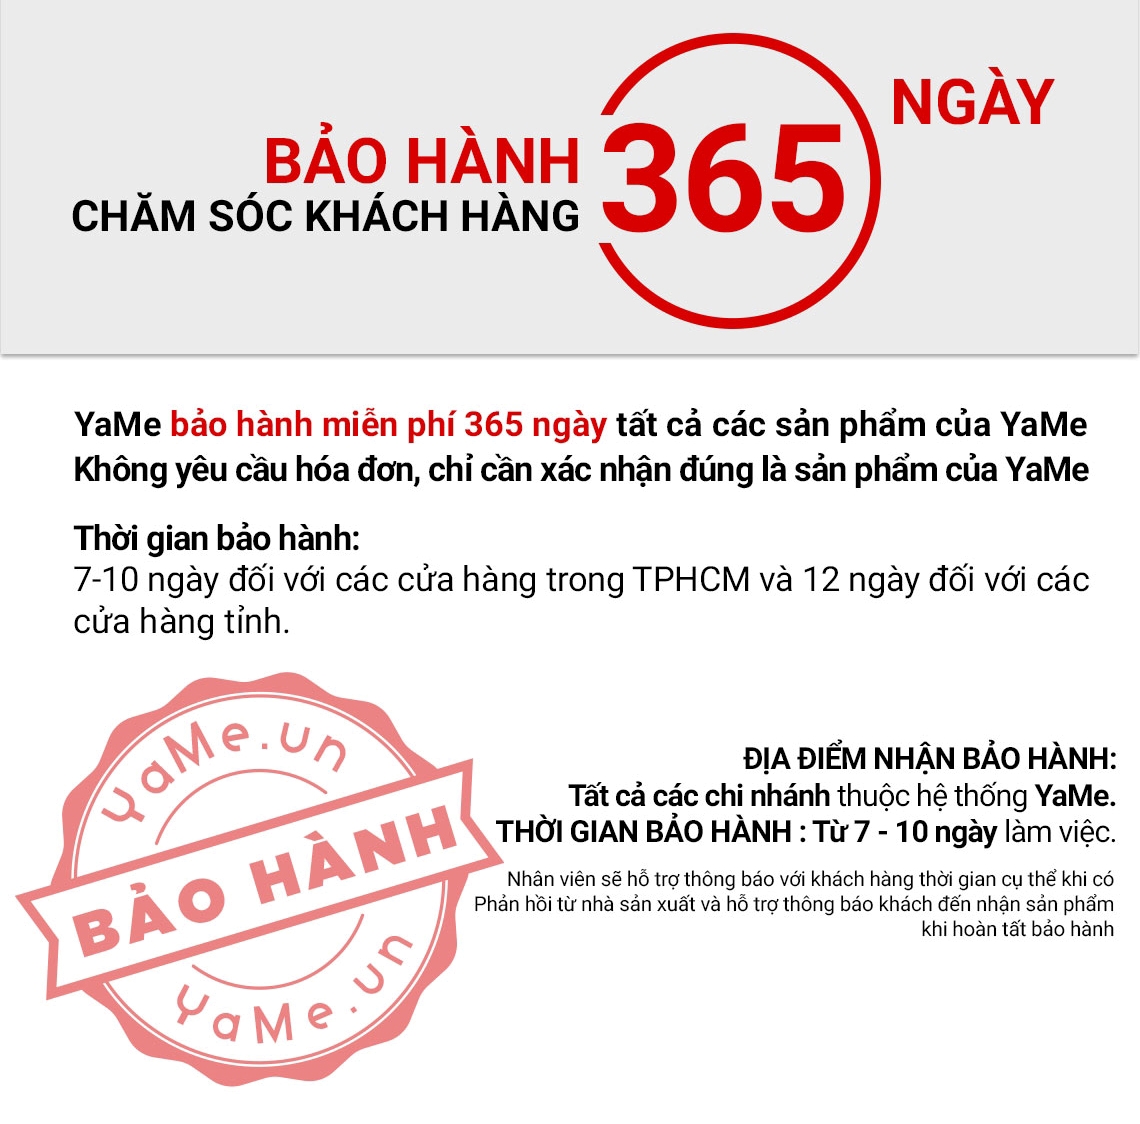 BẢO HÀNH
CHĂM SÓC KHÁCH HÀNG
365
NGÀY
YaMe bảo hành miễn phí 365 ngày tất cả các sản phẩm của YaMe
Không yêu cầu hóa đơn, chỉ cần xác nhận đúng là sản phẩm của YaMe
Thời gian bảo hành:
7-10 ngày đối với các cửa hàng trong TPHCM và 12 ngày đối với các
cửa hàng tỉnh.
YaMe.un
BẢO HÀNH
YaMe.un
ĐỊA ĐIỂM NHẬN BẢO HÀNH:
Tất cả các chi nhánh thuộc hệ thống YaMe.
THỜI GIAN BẢO HÀNH : Từ 7 - 10 ngày làm việc.
Nhân viên sẽ hỗ trợ thông báo với khách hàng thời gian cụ thể khi có
Phản hồi từ nhà sản xuất và hỗ trợ thông báo khách đến nhận sản phẩm
khi hoàn tất bảo hành